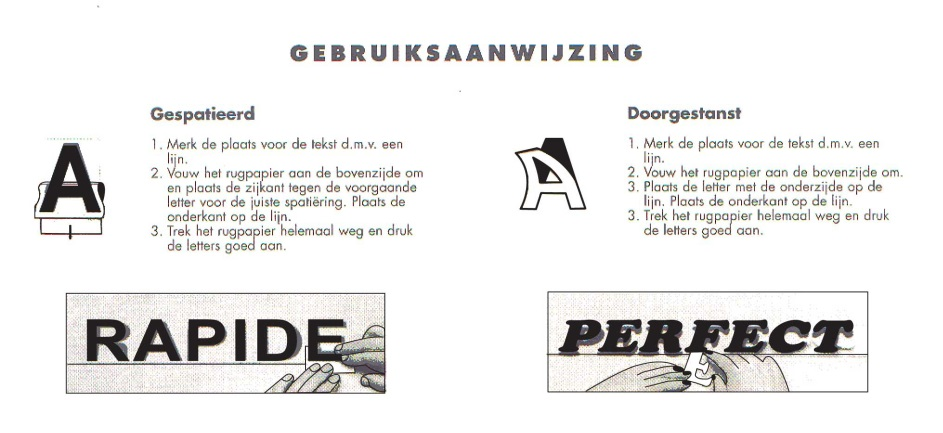 GEBRUIKSAANWIJZING
Gespatieerd
1. Merk de plaats voor de tekst d.m.v. een
lijn.
2. Vouw het rugpapier aan de bovenzijde om
en plaats de zijkant tegen de voorgaande
letter voor de juiste spatiëring. Plaats de
onderkant op de lijn.
3. Trek het rugpapier helemaal weg en druk
de letters goed aan.
A
RAPIDE
Doorgestanst
1. Merk de plaats voor de tekst d.m.v. een
lijn.
2. Vouw het rugpapier aan de bovenzijde om.
3. Plaats de letter met de onderzijde op de
lijn. Plaats de onderkant op de lijn.
3. Trek het rugpapier helemaal weg en druk
de letters goed aan.
A
PERFECT
E